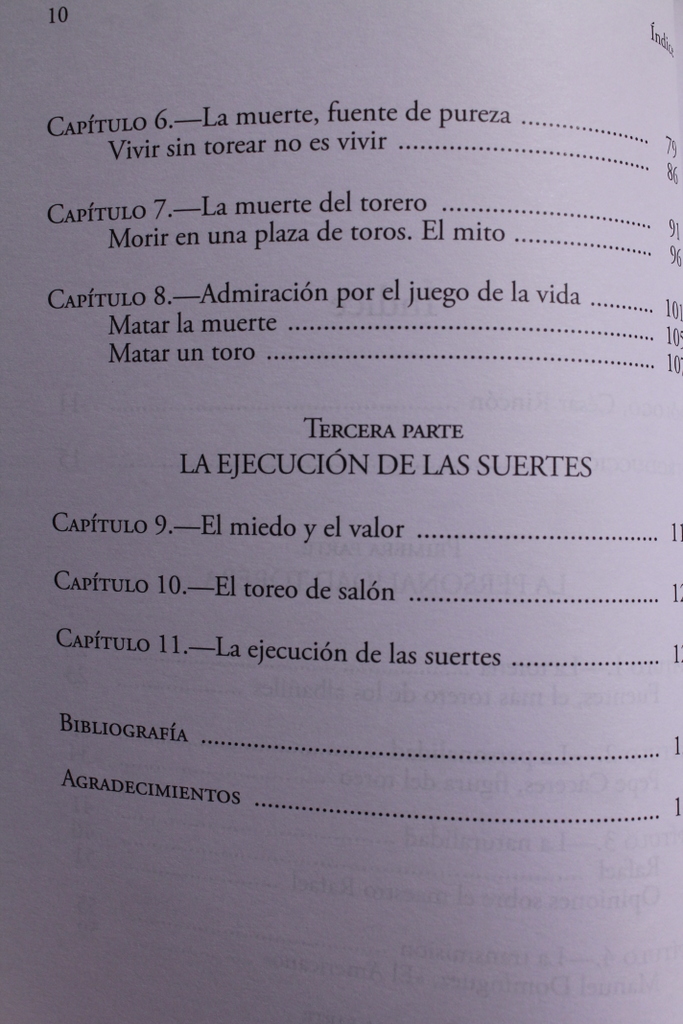 10
Índice
CAPÍTULO 6.—La muerte, fuente de pureza ..................... 79
Vivir sin torear no es vivir ........................................ 86
CAPÍTULO 7.—La muerte del torero ................................. 91
Morir en una plaza de toros. El mito ...................... 96
CAPÍTULO 8.—Admiración por el juego de la vida .......... 101
Matar la muerte ......................................................... 105
Matar un toro ............................................................ 107
TERCERA PARTE
LA EJECUCIÓN DE LAS SUERTES
CAPÍTULO 9.—El miedo y el valor .....................................
CAPÍTULO 10.—El toreo de salón ......................................
CAPÍTULO 11.—La ejecución de las suertes .......................
BIBLIOGRAFÍA .....................................................................
AGRADECIMIENTOS .............................................................